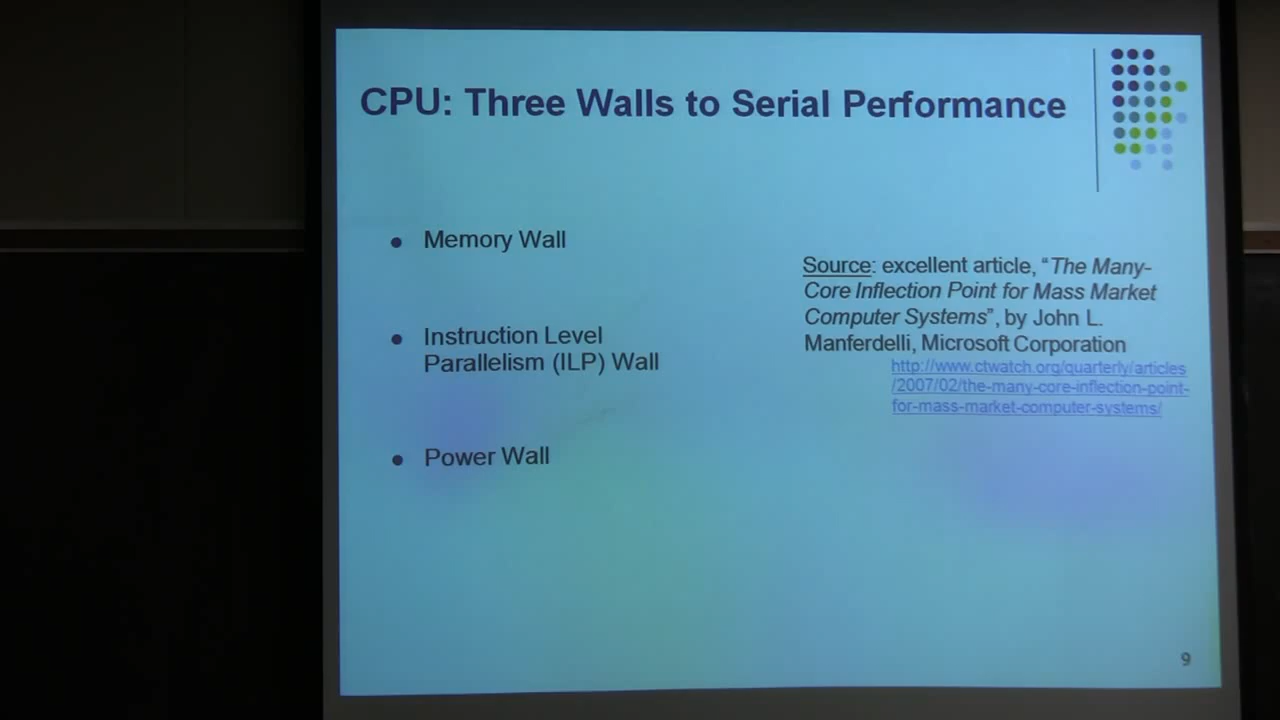 CPU: Three Walls to Serial Performance
Memory Wall
Instruction Level
Parallelism (ILP) Wall
Power Wall
Source: excellent article, “The Many-
Core Inflection Point for Mass Market
Computer Systems”, by John L.
Manferdelli, Microsoft Corporation
http://www.ctwatch.org/quarterly/articles
/2007/02/the-many-core-inflection-point-
for-mass-market-computer-systems/
9